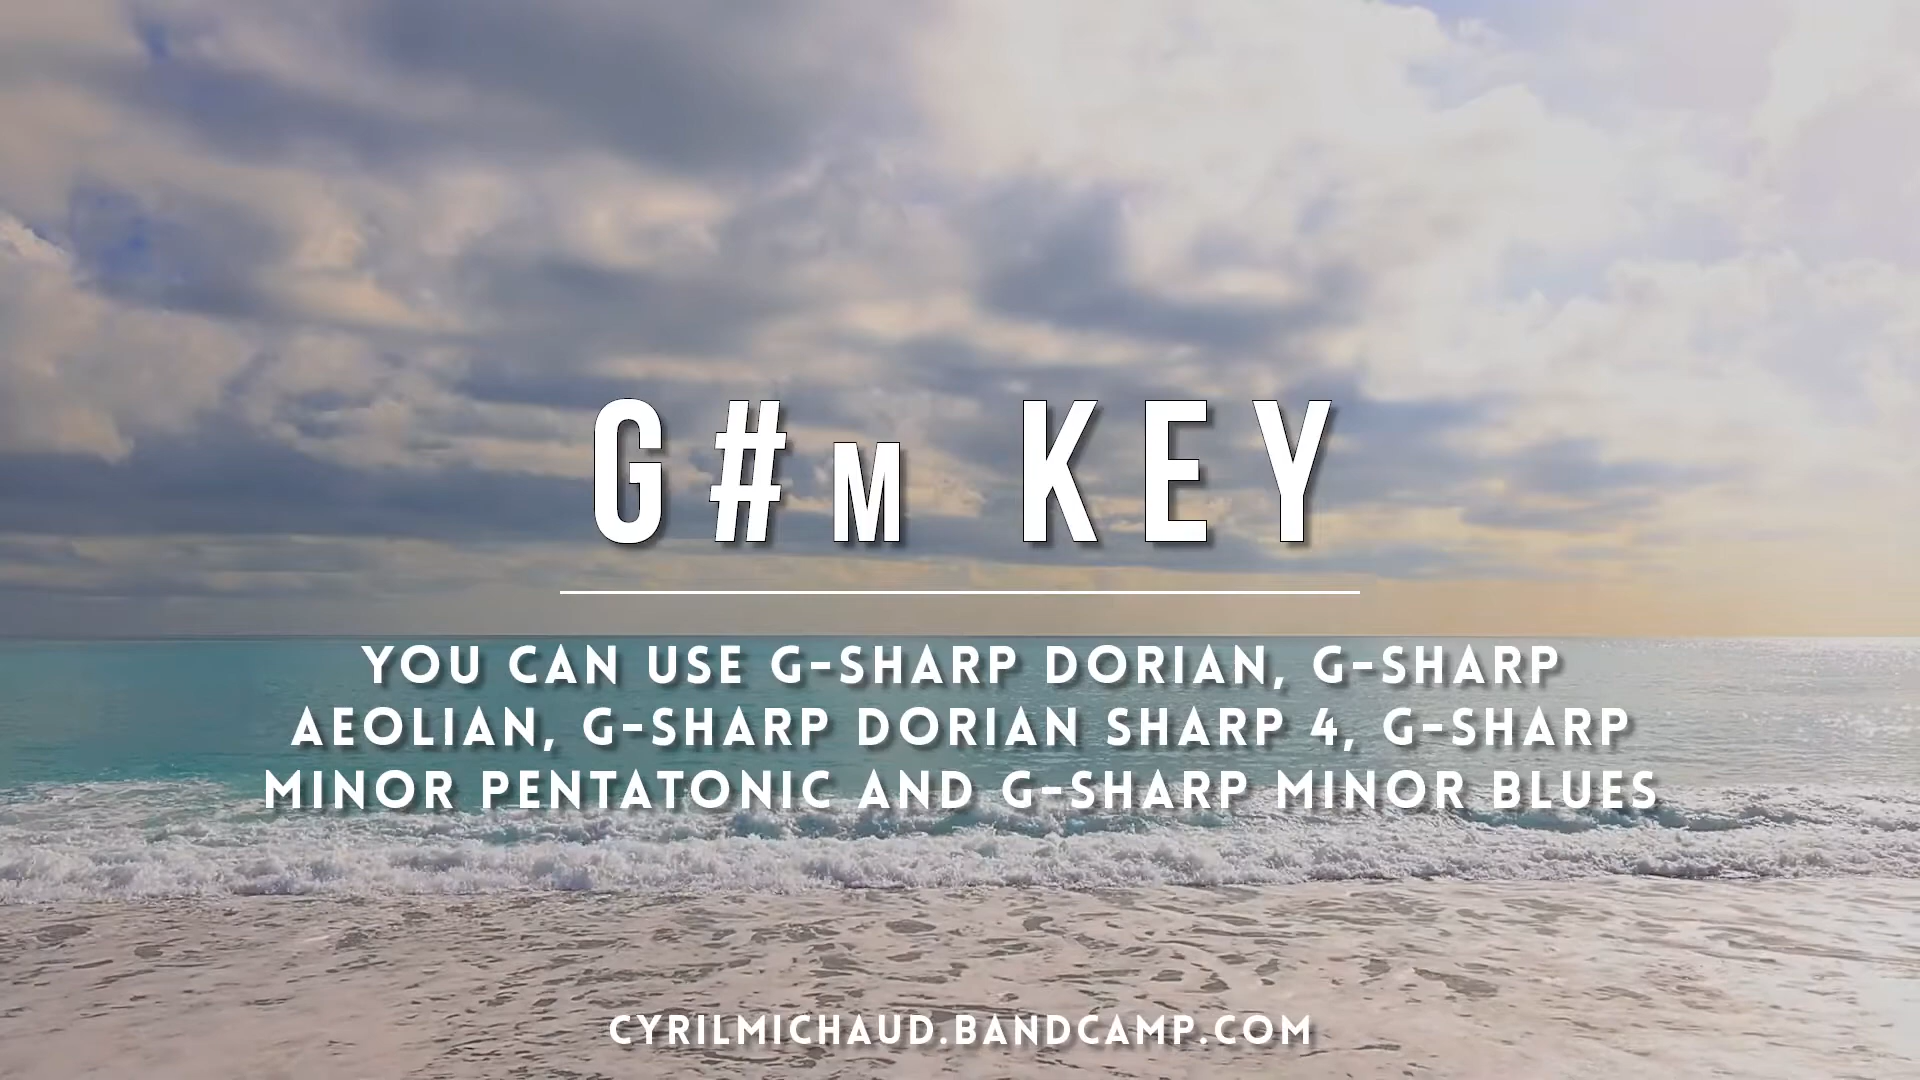 G#M KEY
YOU CAN USE G-SHARP DORIAN, G-SHARP
AEOLIAN, G-SHARP DORIAN SHARP 4, G-SHARP
MINOR PENTATONIC AND G-SHARP MINOR BLUES
CYRILMICHAUD.BANDCAMP.COM